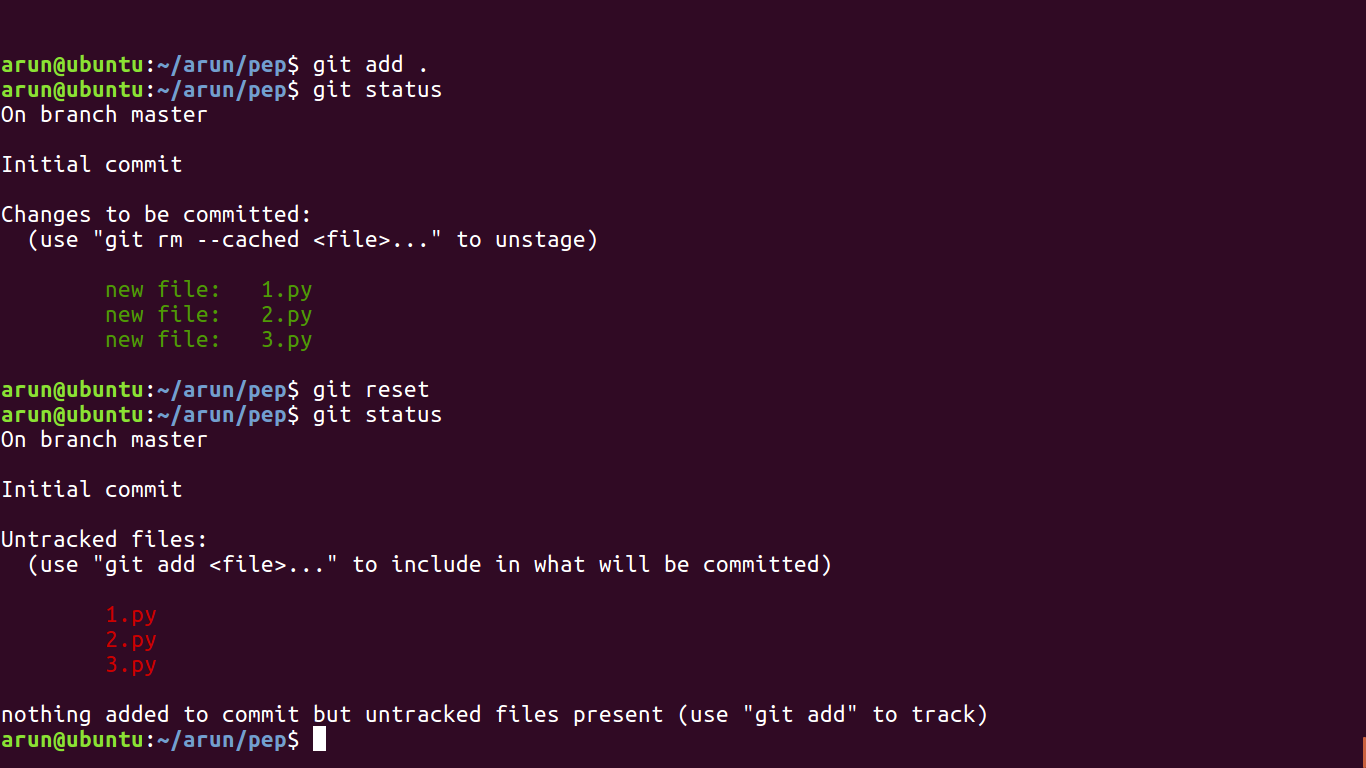 arun@ubuntu:~/arun/pep$ git add .
arun@ubuntu:~/arun/pep$ git status
On branch master
Initial commit
Changes to be committed:
  (use "git rm --cached <file>..." to unstage)
        new file:   1.py
        new file:   2.py
        new file:   3.py
arun@ubuntu:~/arun/pep$ git reset
arun@ubuntu:~/arun/pep$ git status
On branch master
Initial commit
Untracked files:
  (use "git add <file>..." to include in what will be committed)
        1.py
        2.py
        3.py
nothing added to commit but untracked files present (use "git add" to track)
arun@ubuntu:~/arun/pep$